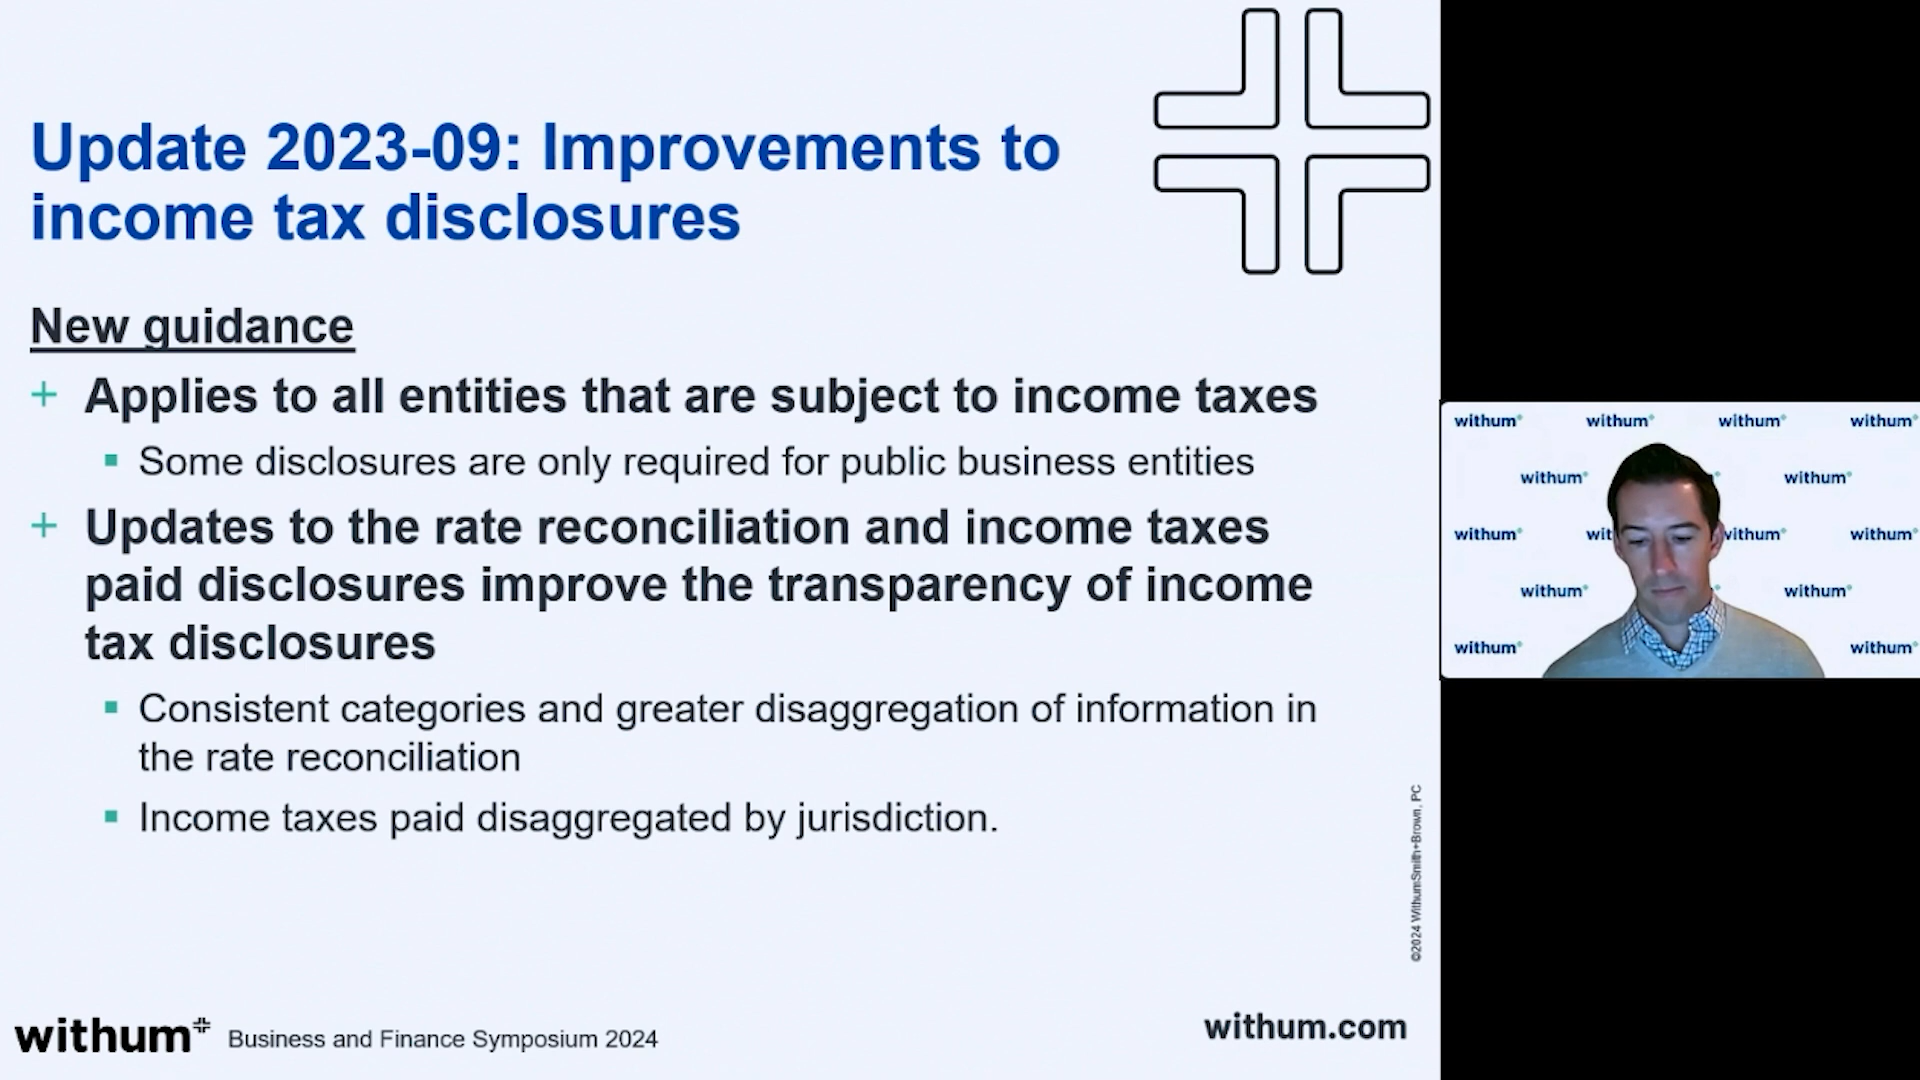 Update 2023-09: Improvements to
income tax disclosures
New guidance
+ Applies to all entities that are subject to income taxes
▪ Some disclosures are only required for public business entities
+ Updates to the rate reconciliation and income taxes
paid disclosures improve the transparency of income
tax disclosures
▪ Consistent categories and greater disaggregation of information in
the rate reconciliation
▪ Income taxes paid disaggregated by jurisdiction.
©2024 WithumSmith+Brown, PC
withum Business and Finance Symposium 2024
withum.com
withum withum withum withum
withum withum
withum wit vithum withum
withum withum
withum withum